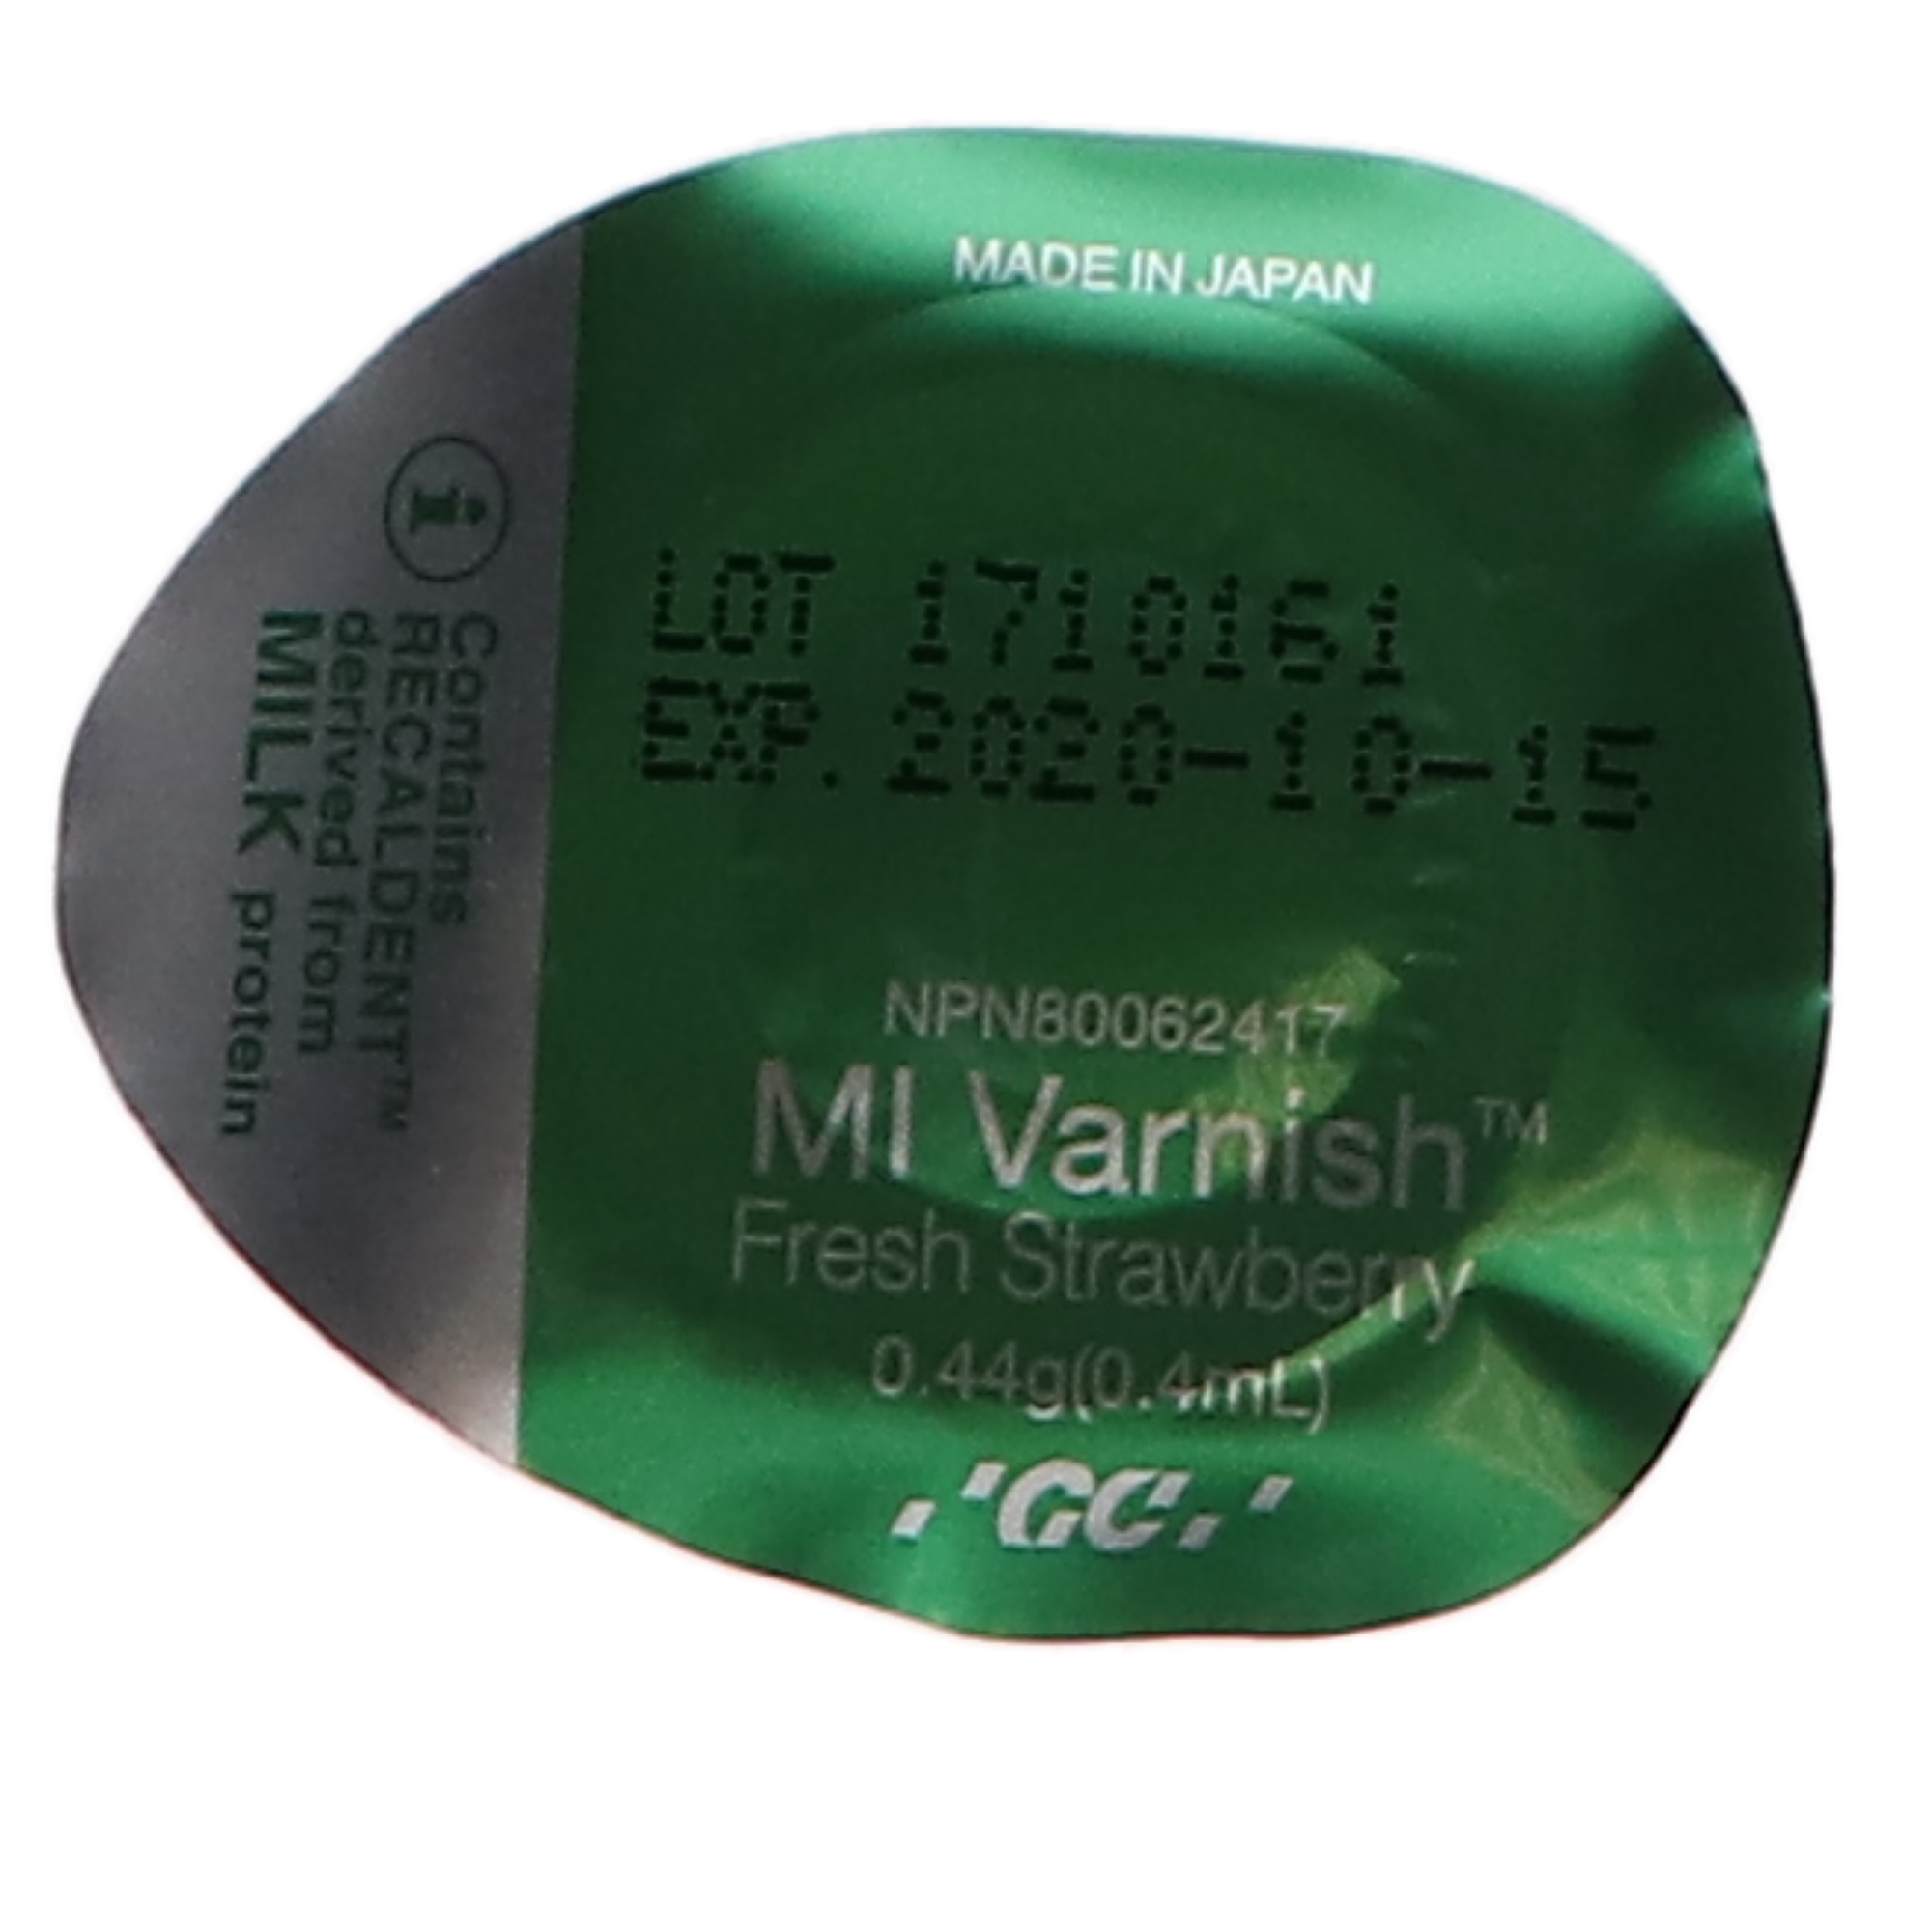 MADE IN JAPAN
LOT 1710161
EXP. 2020-10-15
NPN80062417
MI Varnish™
Fresh Strawberry
0.44g(0.4mL)
GC
i
Contains
RECALDENT™
derived from
MILK protein